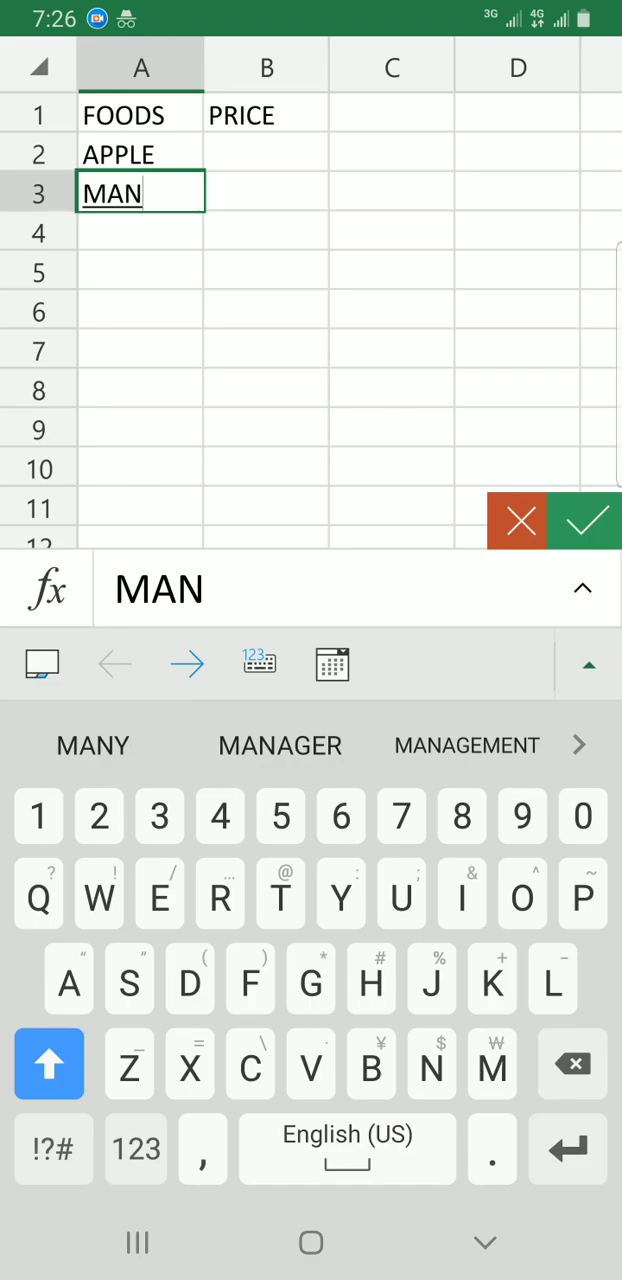 7:26 3G 4G
A B C D
1 FOODS PRICE
2 APPLE
3 MAN
4
5
6
7
8
9
10
11
12
fx MAN
123
MANY MANAGER MANAGEMENT
1 2 3 4 5 6 7 8 9 0
? ! / ... @ : ; & ^ ~
Q W E R T Y U I O P
" " ( ) * # % + -
A S D F G H J K L
_ = \ · ¥ $ ₩
Z X C V B N M
!?# 123 , English (US) .